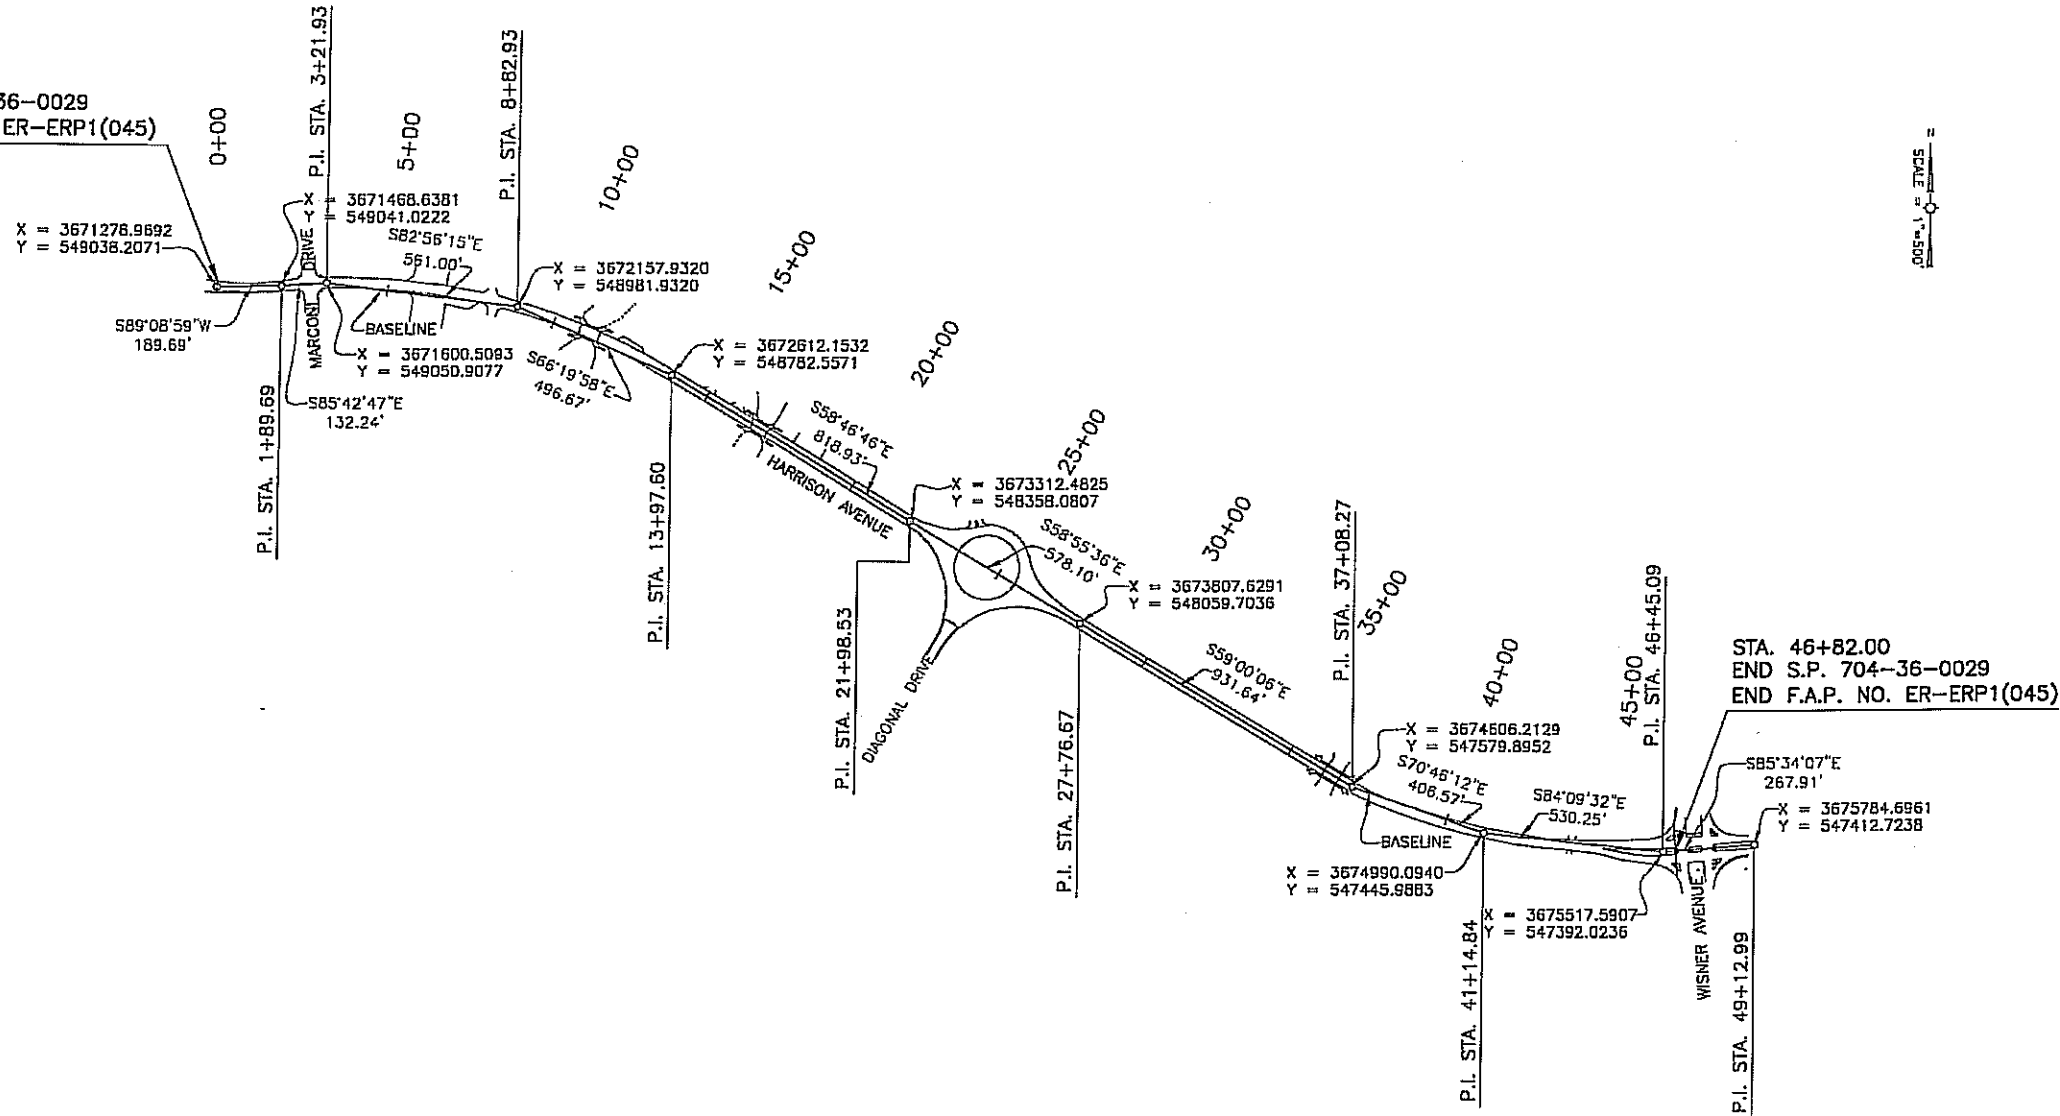 36-0029
ER-ERP1(045)
0+00
P.I. STA. 3+21.93
5+00
P.I. STA. 8+82.93
10+00
15+00
20+00
25+00
30+00
35+00
40+00
45+00
X = 3671278.9692
Y = 549038.2071
X = 3671468.6381
Y = 549041.0222
S82°56'15"E
561.00'
X = 3672157.9320
Y = 548981.9320
S89°08'59"W
189.69'
MARCONI DRIVE
BASELINE
X = 3671600.5093
Y = 549050.9077
S85°42'47"E
132.24'
P.I. STA. 1+89.69
S66°19'58"E
496.67'
X = 3672612.1532
Y = 548782.5571
P.I. STA. 13+97.60
S58°46'46"E
818.93'
HARRISON AVENUE
X = 3673312.4825
Y = 548358.0807
P.I. STA. 21+98.53
DIAGONAL DRIVE
S58°55'36"E
578.10'
X = 3673807.6291
Y = 548059.7036
P.I. STA. 27+76.67
S59°00'06"E
931.64'
P.I. STA. 37+08.27
X = 3674606.2129
Y = 547579.8952
S70°46'12"E
406.57'
BASELINE
X = 3674990.0940
Y = 547445.9883
P.I. STA. 41+14.84
S84°09'32"E
530.25'
P.I. STA. 46+45.09
X = 3675517.5907
Y = 547392.0236
STA. 46+82.00
END S.P. 704-36-0029
END F.A.P. NO. ER-ERP1(045)
S85°34'07"E
267.91'
X = 3675784.6961
Y = 547412.7238
WISNER AVENUE
P.I. STA. 49+12.99
SCALE = 1"=500'